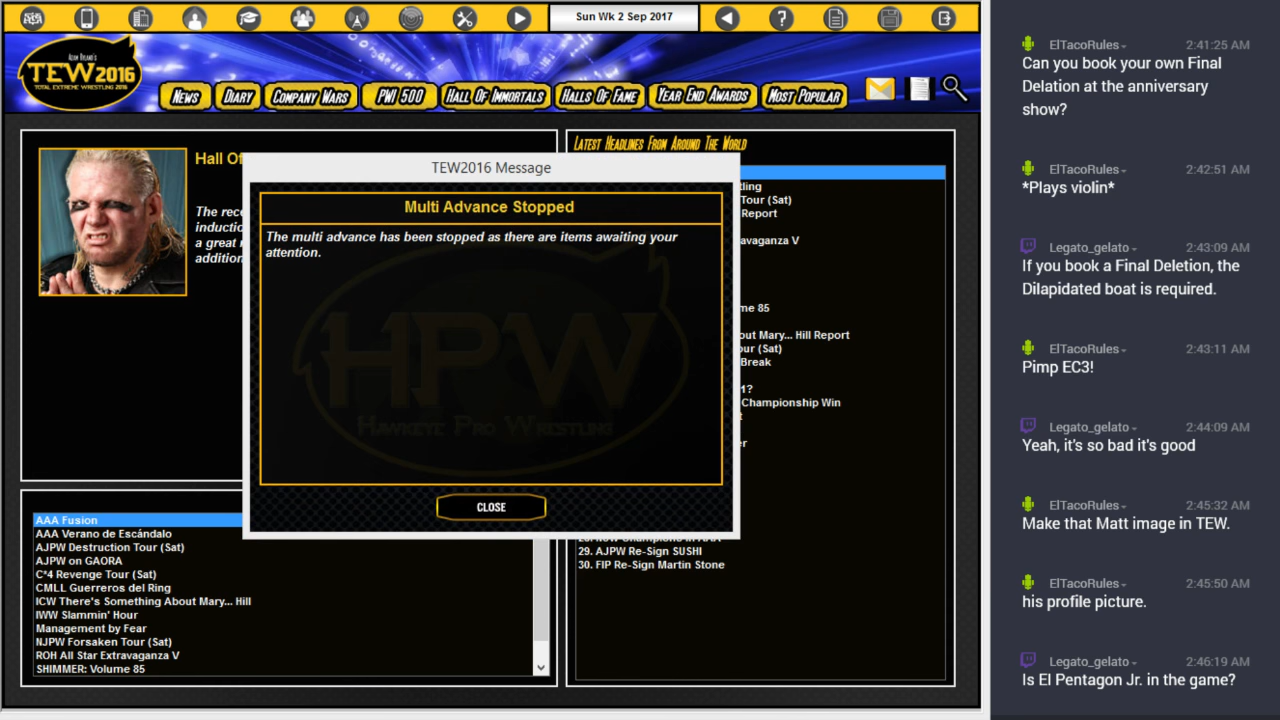 Sun Wk 2 Sep 2017
ADAM RYLAND'S
TEW2016
TOTAL EXTREME WRESTLING 2016
NEWS
DIARY
COMPANY WARS
PWI 500
HALL OF IMMORTALS
HALLS OF FAME
YEAR END AWARDS
MOST POPULAR
LATEST HEADLINES FROM AROUND THE WORLD
Hall Of
The rec
inductio
a great
addition
TEW2016 Message
Multi Advance Stopped
The multi advance has been stopped as there are items awaiting your
attention.
HPW
HAWKEYE PRO WRESTLING
CLOSE
tling
Tour (Sat)
Report
avaganza V
me 85
out Mary... Hill Report
our (Sat)
Break
1?
Championship Win
29. AJPW Re-Sign SUSHI
30. FIP Re-Sign Martin Stone
AAA Fusion
AAA Verano de Escándalo
AJPW Destruction Tour (Sat)
AJPW on GAORA
C*4 Revenge Tour (Sat)
CMLL Guerreros del Ring
ICW There's Something About Mary... Hill
IWW Slammin' Hour
Management by Fear
NJPW Forsaken Tour (Sat)
ROH All Star Extravaganza V
SHIMMER: Volume 85
ElTacoRules 2:41:25 AM
Can you book your own Final
Delation at the anniversary
show?
ElTacoRules 2:42:51 AM
*Plays violin*
Legato_gelato 2:43:09 AM
If you book a Final Deletion, the
Dilapidated boat is required.
ElTacoRules 2:43:11 AM
Pimp EC3!
Legato_gelato 2:44:09 AM
Yeah, it's so bad it's good
ElTacoRules 2:45:32 AM
Make that Matt image in TEW.
ElTacoRules 2:45:50 AM
his profile picture.
Legato_gelato 2:46:19 AM
Is El Pentagon Jr. in the game?